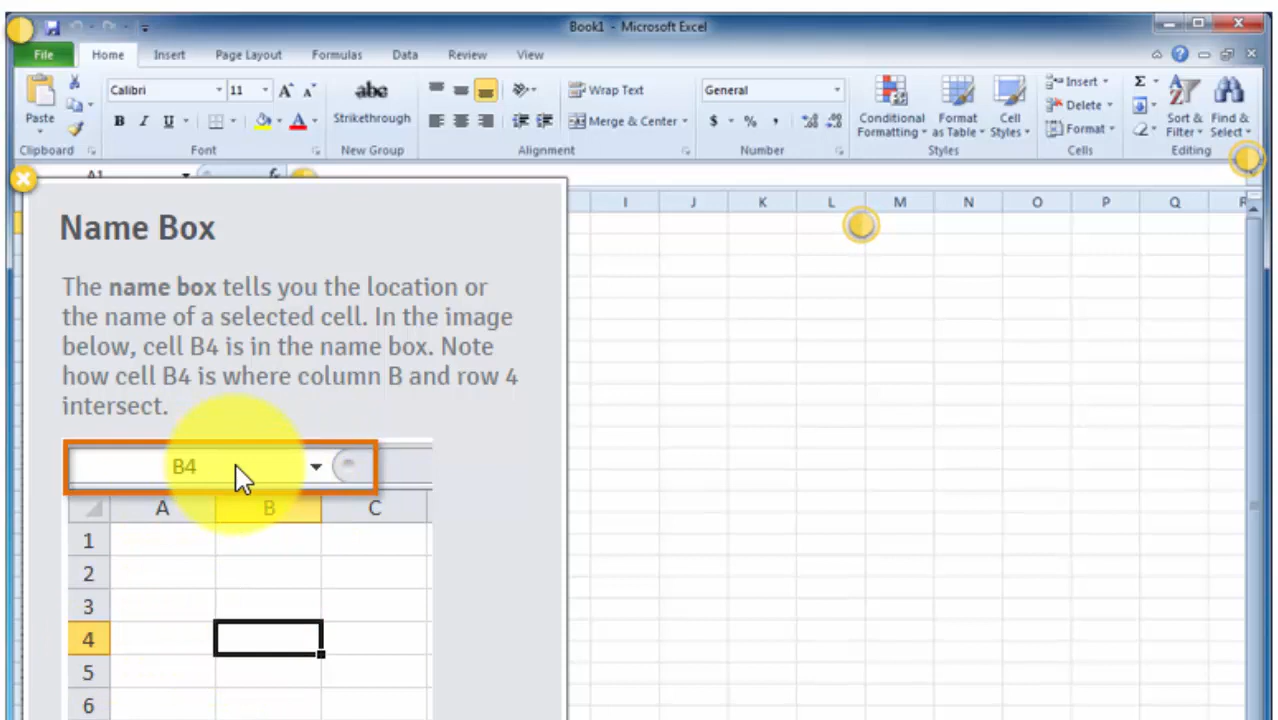 Book1 - Microsoft Excel
File Home Insert Page Layout Formulas Data Review View
Calibri 11 A A abc Wrap Text General Insert Σ
Paste B I U A Strikethrough Merge & Center $ % , Conditional Formatting Format as Table Cell Styles Delete Format Sort & Filter Find & Select
Clipboard Font New Group Alignment Number Styles Cells Editing
A1 fx
I J K L M N O P Q R
Name Box
The name box tells you the location or
the name of a selected cell. In the image
below, cell B4 is in the name box. Note
how cell B4 is where column B and row 4
intersect.
B4
A B C
1
2
3
4
5
6